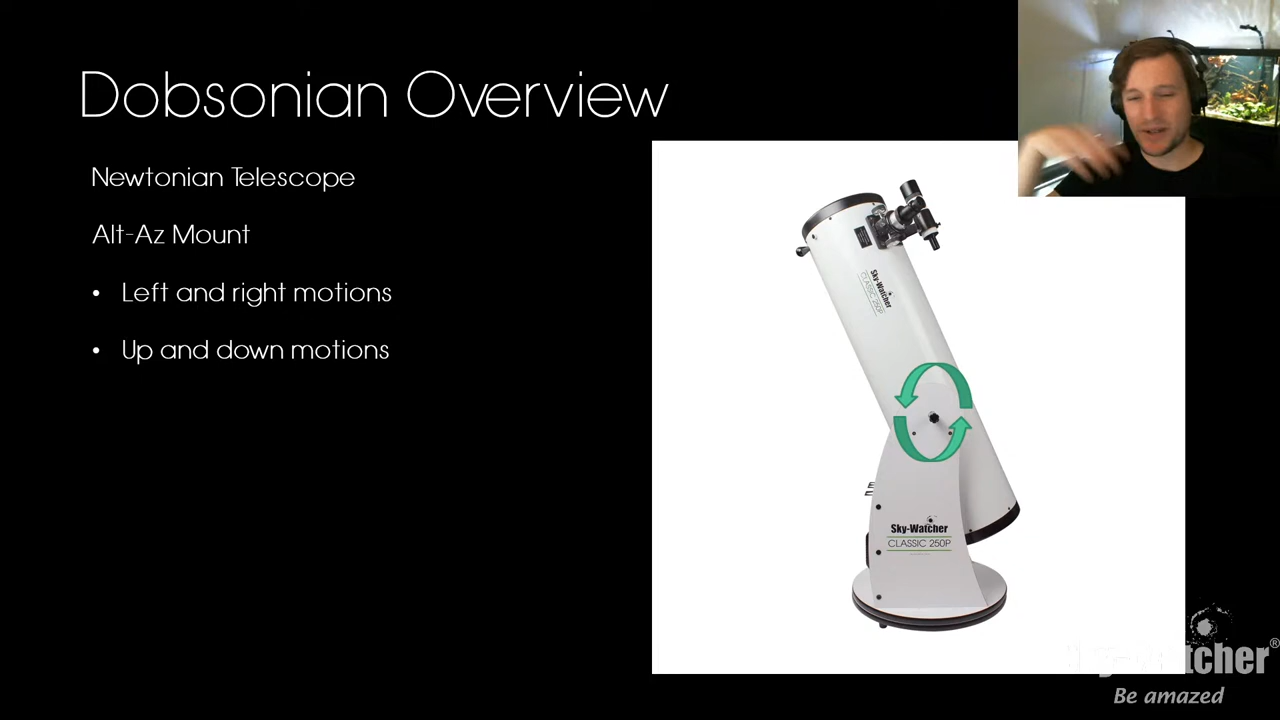 Dobsonian Overview
Newtonian Telescope
Alt-Az Mount
• Left and right motions
• Up and down motions
Sky-Watcher
CLASSIC 250P
Sky-Watcher
CLASSIC 250P
tcher®
Be amazed